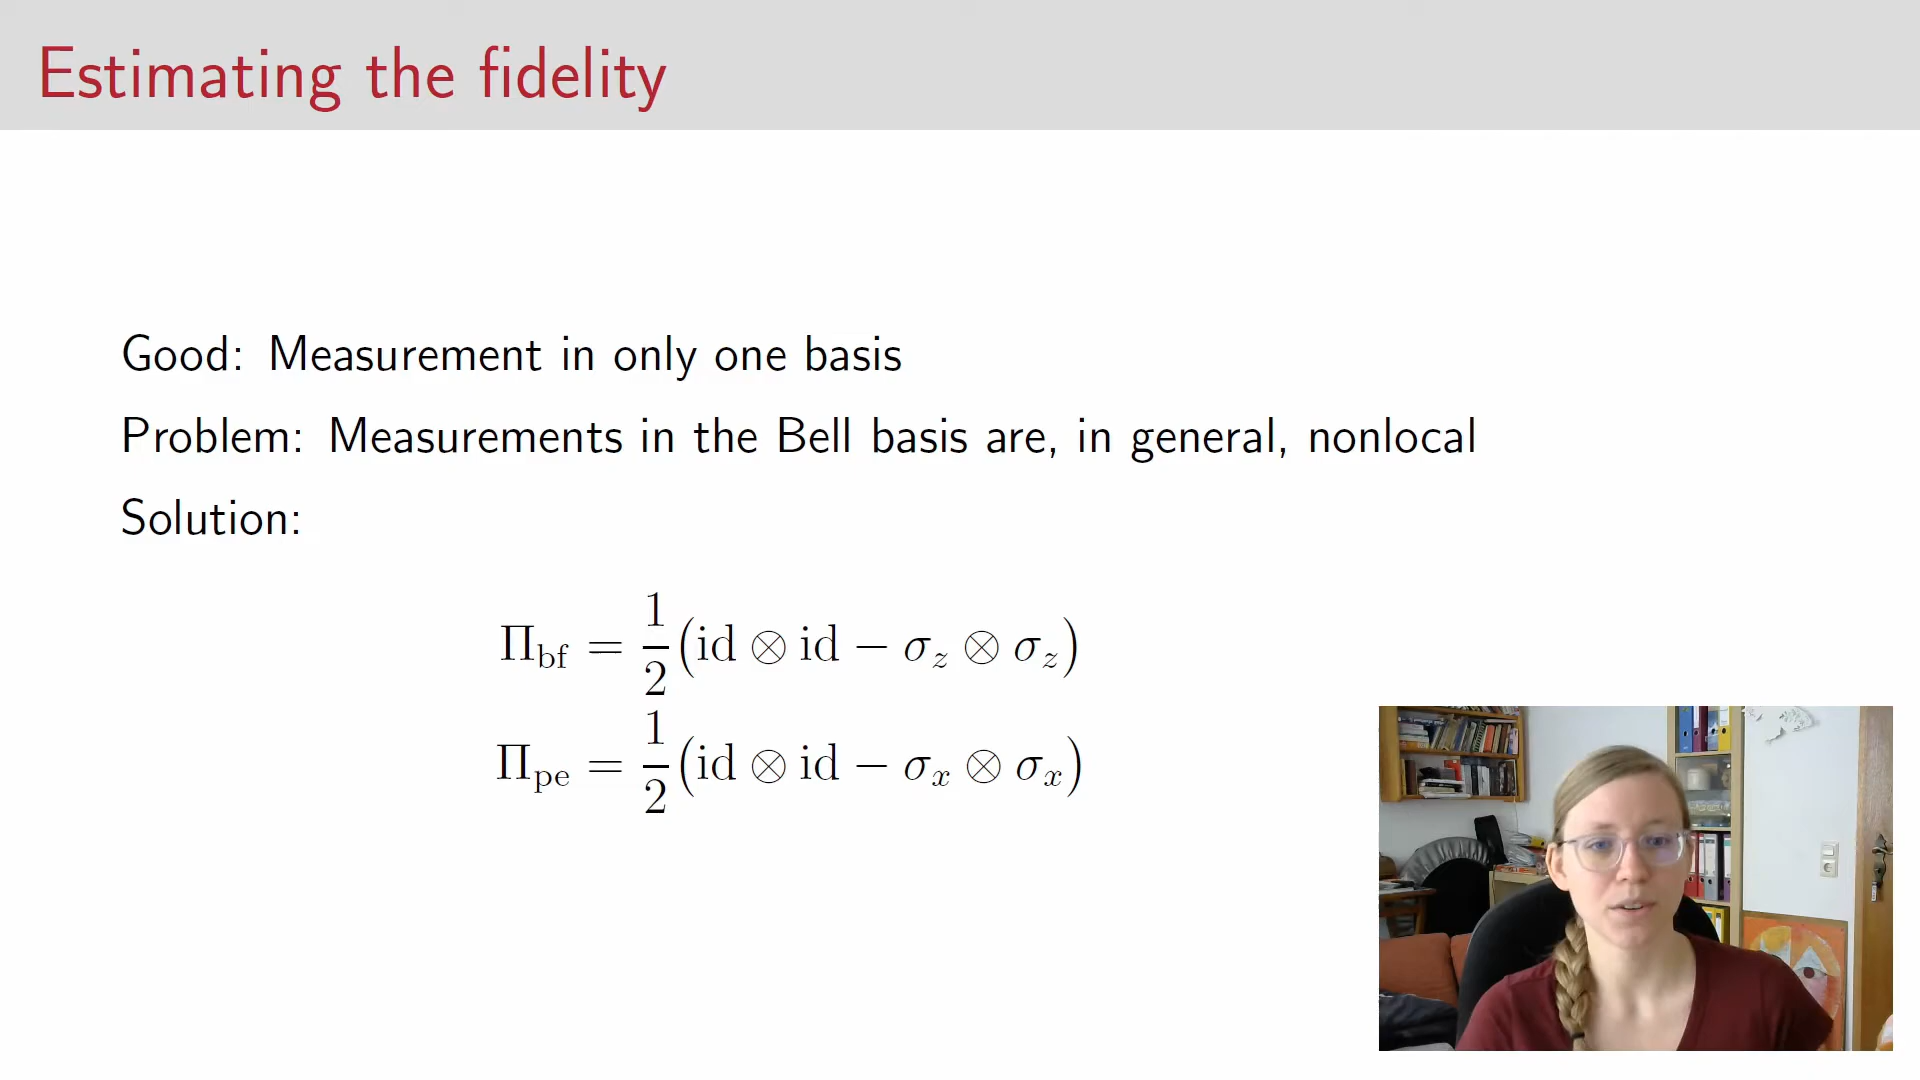 Estimating the fidelity
Good: Measurement in only one basis
Problem: Measurements in the Bell basis are, in general, nonlocal
Solution:
Π_bf = 1/2 (id ⊗ id − σ_z ⊗ σ_z)
Π_pe = 1/2 (id ⊗ id − σ_x ⊗ σ_x)